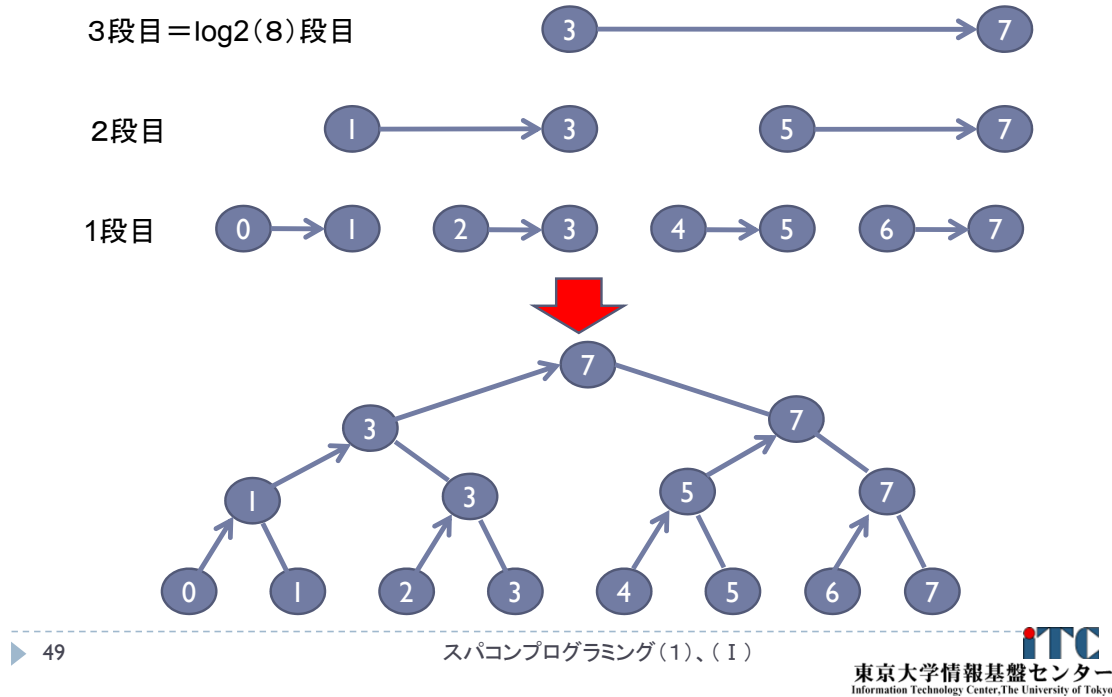 3段目＝log2(8)段目
3 7
2段目
1 3 5 7
1段目
0 1 2 3 4 5 6 7
7
3 7
1 3 5 7
0 1 2 3 4 5 6 7
49
スパコンプログラミング(1)、(Ⅰ)
iTC
東京大学情報基盤センター
Information Technology Center,The University of Tokyo